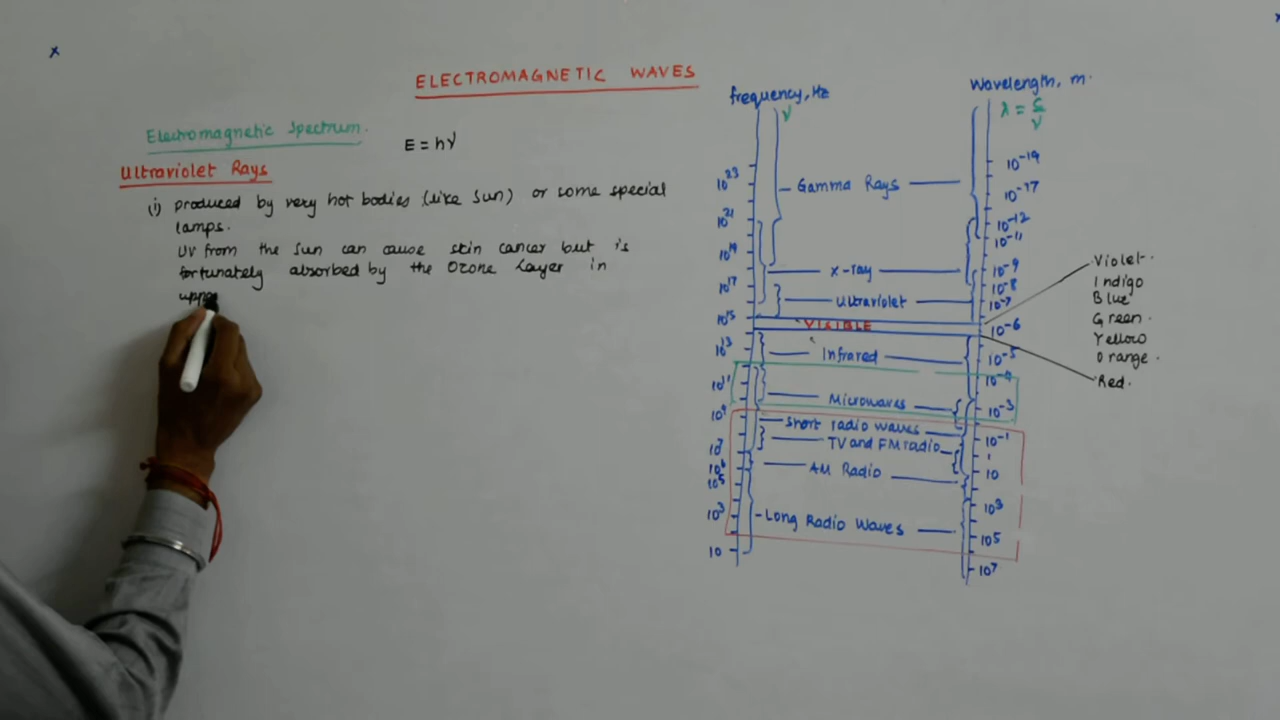 ELECTROMAGNETIC WAVES
Electromagnetic Spectrum.
E = hν
Ultraviolet Rays
(i) produced by very hot bodies (like Sun) or some special
lamps.
UV from the Sun can cause skin cancer but is
fortunately absorbed by the Ozone Layer in
uppe
frequency, Hz
ν
10²³
10²¹
10¹⁹
10¹⁷
10¹⁵
10¹³
10¹¹
10⁹
10⁷
10⁶
10⁵
10³
10
Gamma Rays
x-ray
Ultraviolet
VISIBLE
Infrared
Microwaves
Short radio waves
TV and FM radio
AM Radio
Long Radio Waves
Wavelength, m.
λ = c/ν
10⁻¹⁹
10⁻¹⁷
10⁻¹²
10⁻¹¹
10⁻⁹
10⁻⁸
10⁻⁷
10⁻⁶
10⁻⁵
10⁻⁴
10⁻³
10⁻¹
1
10
10³
10⁵
10⁷
Violet.
Indigo
Blue
Green.
Yellow
Orange.
Red.